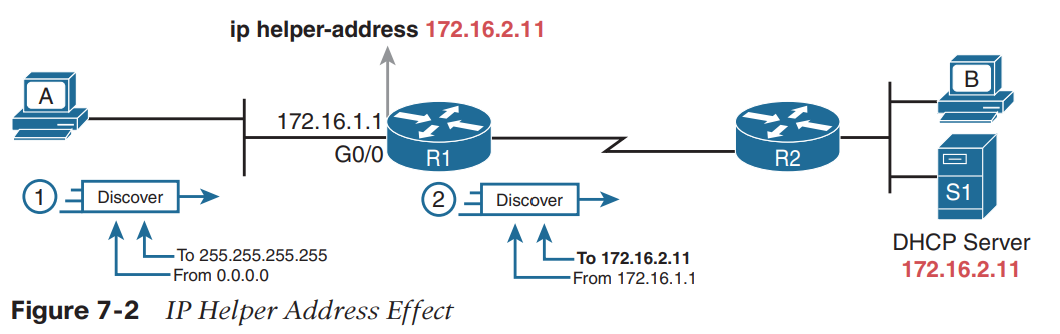 ip helper-address 172.16.2.11
A
B
172.16.1.1
G0/0
R1
R2
S1
1
Discover
2
Discover
To 255.255.255.255
From 0.0.0.0
To 172.16.2.11
From 172.16.1.1
DHCP Server
172.16.2.11
Figure 7-2 IP Helper Address Effect